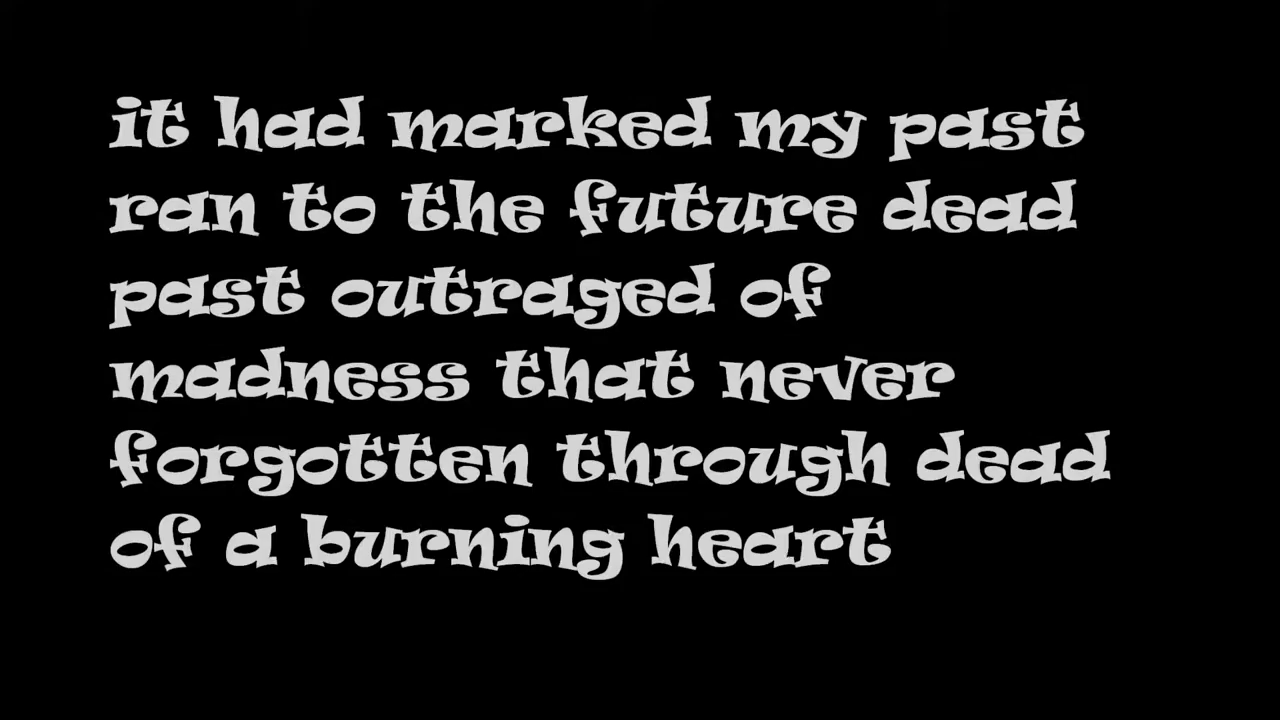 it had marked my past
ran to the future dead
past outraged of
madness that never
forgotten through dead
of a burning heart